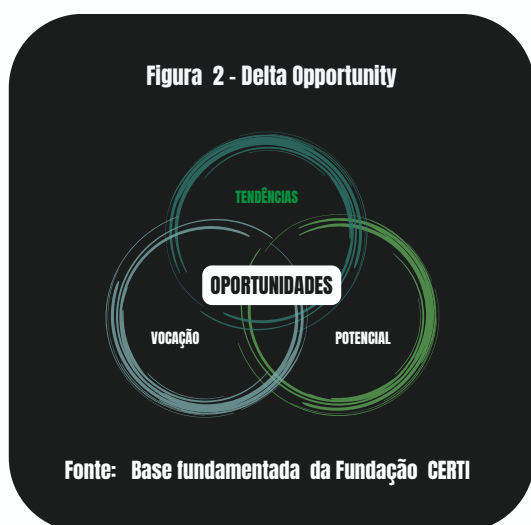 Figura 2 - Delta Opportunity
TENDÊNCIAS
OPORTUNIDADES
VOCAÇÃO
POTENCIAL
Fonte: Base fundamentada da Fundação CERTI